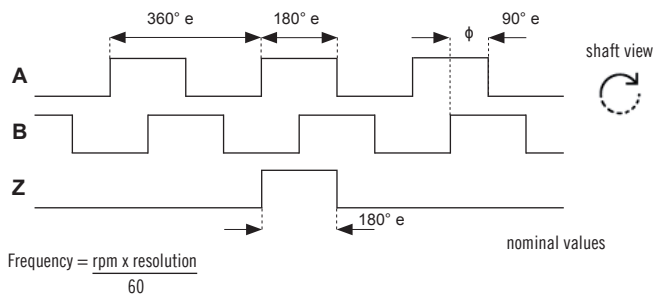 360° e
180° e
ϕ
90° e
shaft view
A
B
Z
180° e
nominal values
Frequency = rpm x resolution
60